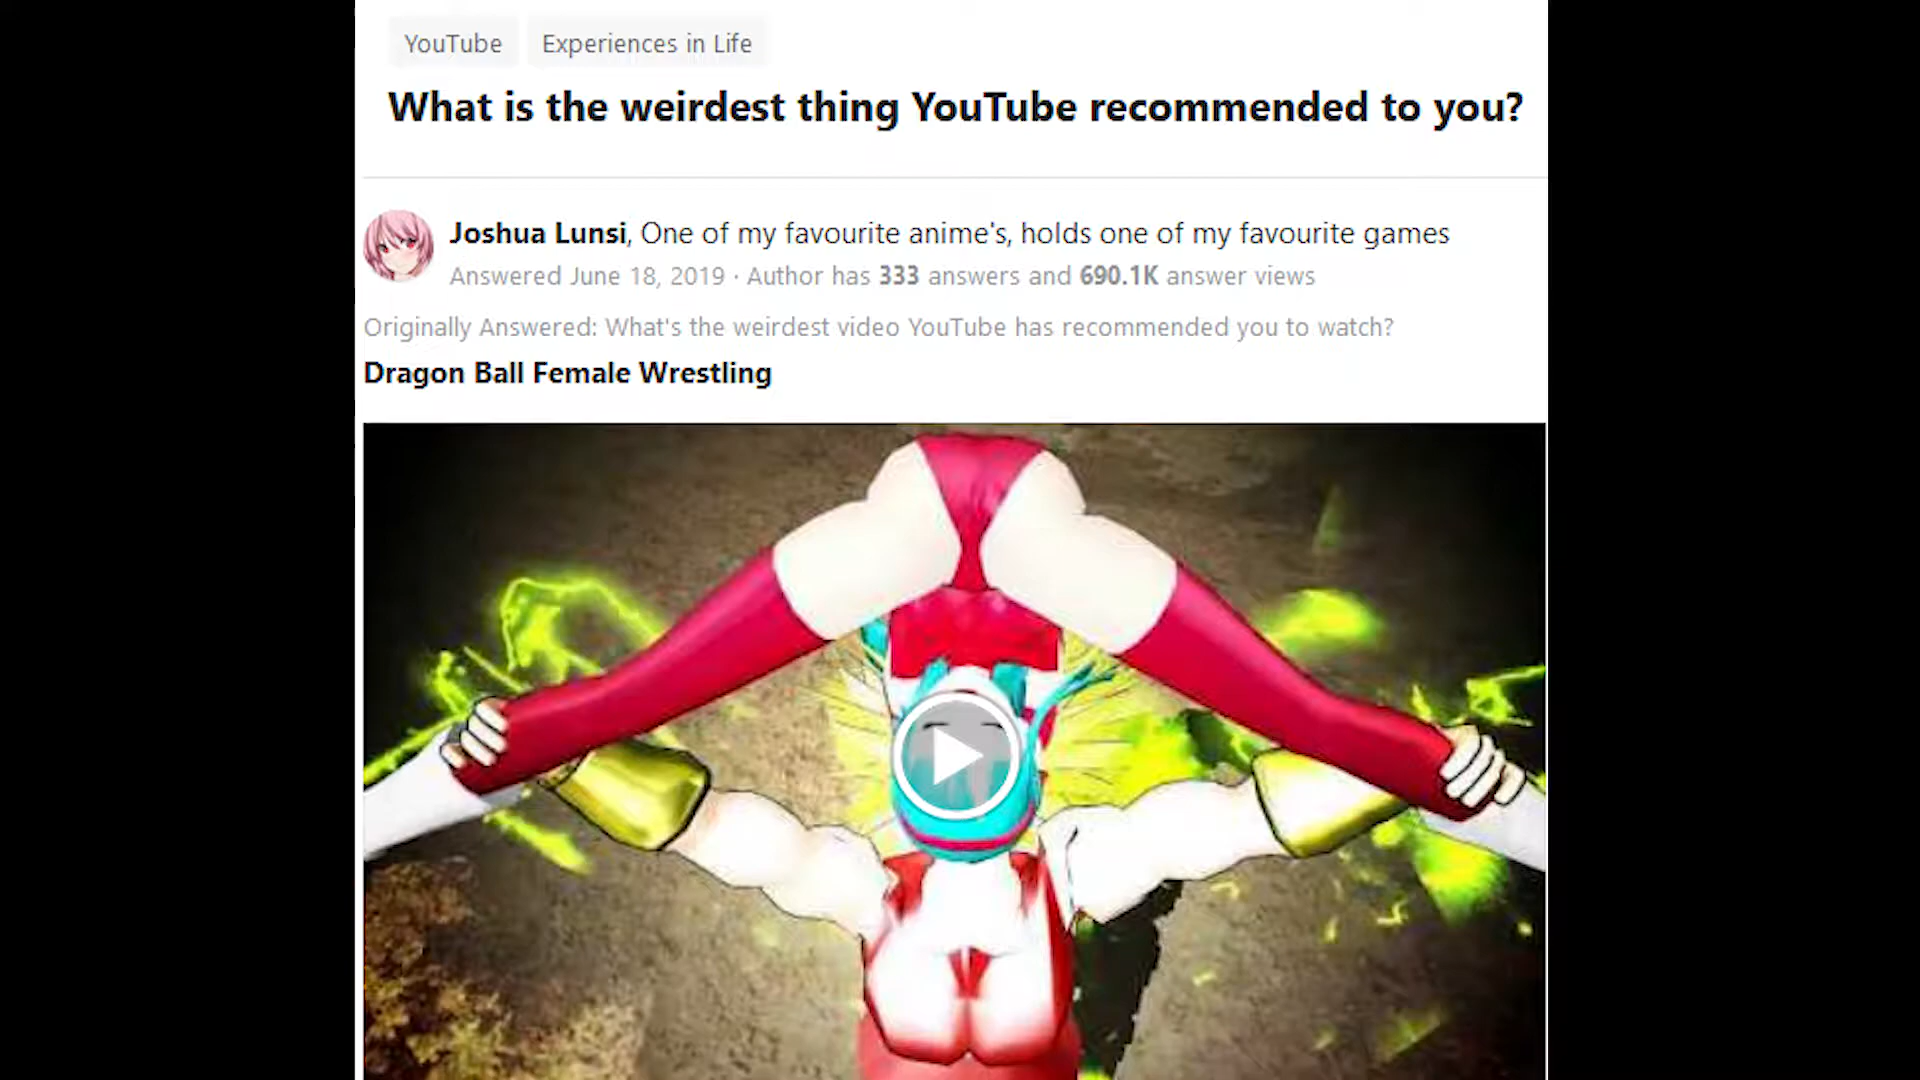 YouTube Experiences in Life
What is the weirdest thing YouTube recommended to you?
Joshua Lunsi, One of my favourite anime's, holds one of my favourite games
Answered June 18, 2019 · Author has 333 answers and 690.1K answer views
Originally Answered: What's the weirdest video YouTube has recommended you to watch?
Dragon Ball Female Wrestling